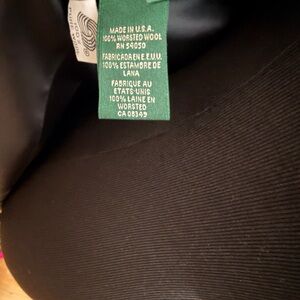 MADE IN U.S.A.
100% WORSTED WOOL
RN 54050
FABRICADA EN E.E.U.U.
100% ESTAMBRE DE
LANA
FABRIQUE AU
ETATS-UNIS
100% LAINE EN
WORSTED
CA 08349